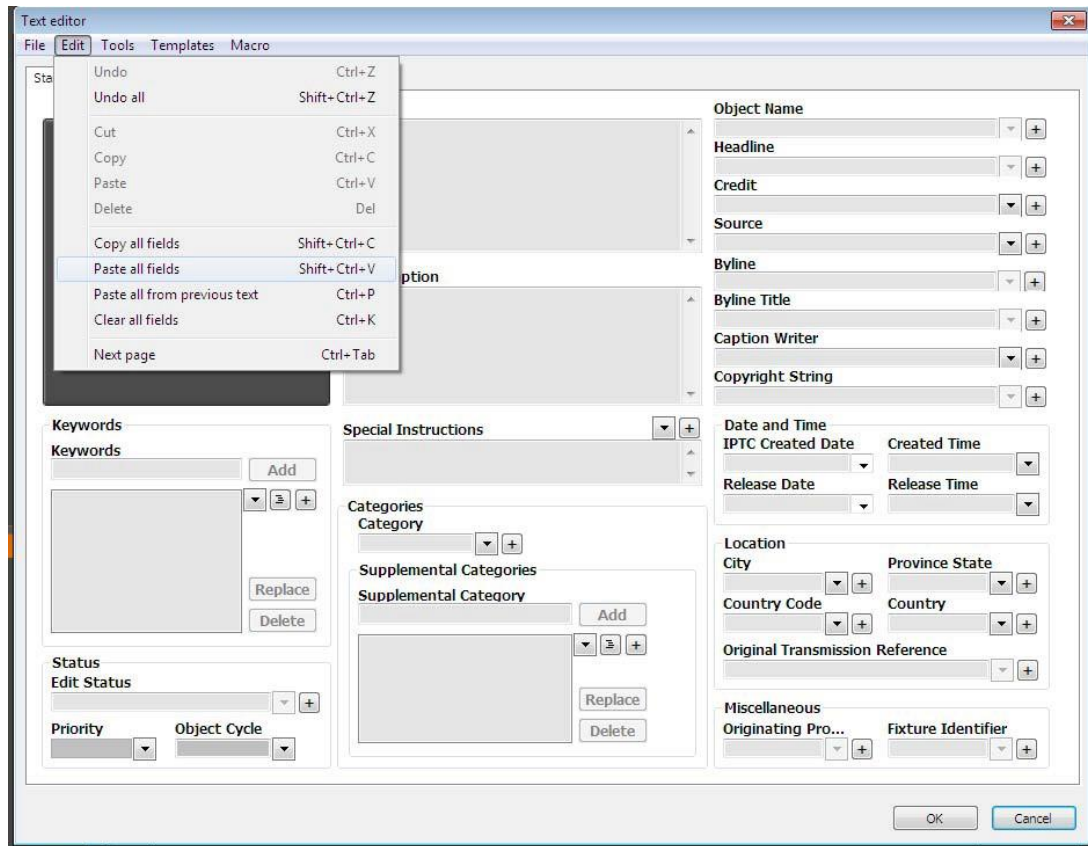 Text editor
File Edit Tools Templates Macro
Sta
Undo Ctrl+Z
Undo all Shift+Ctrl+Z
Cut Ctrl+X
Copy Ctrl+C
Paste Ctrl+V
Delete Del
Copy all fields Shift+Ctrl+C
Paste all fields Shift+Ctrl+V
Paste all from previous text Ctrl+P
Clear all fields Ctrl+K
Next page Ctrl+Tab
ption
Keywords
Keywords
Add
Replace
Delete
Status
Edit Status
Priority Object Cycle
Special Instructions
Categories
Category
Supplemental Categories
Supplemental Category
Add
Replace
Delete
Object Name
Headline
Credit
Source
Byline
Byline Title
Caption Writer
Copyright String
Date and Time
IPTC Created Date Created Time
Release Date Release Time
Location
City Province State
Country Code Country
Original Transmission Reference
Miscellaneous
Originating Pro... Fixture Identifier
OK Cancel